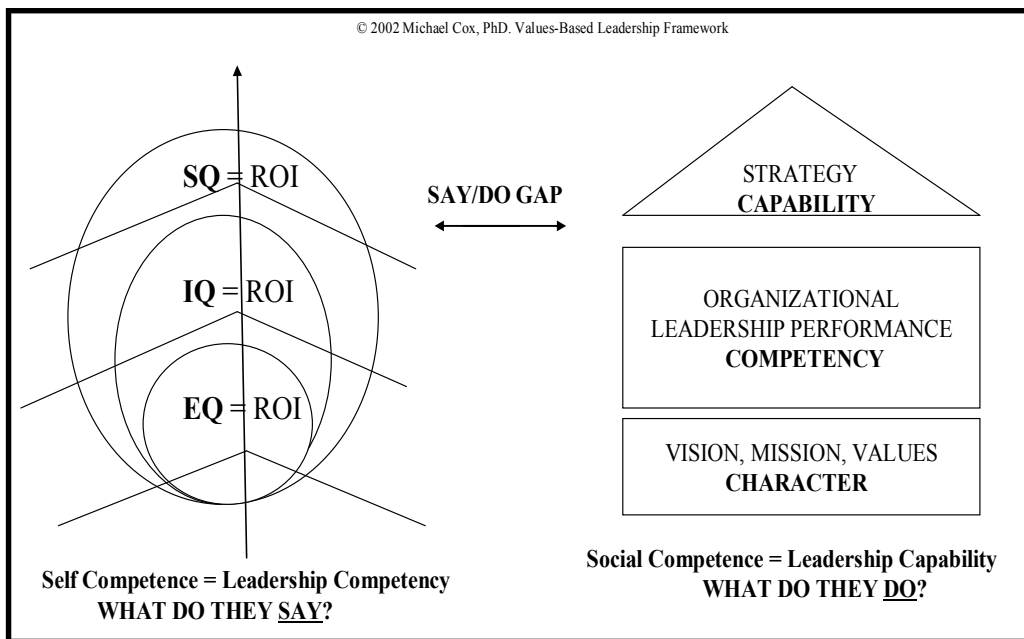 © 2002 Michael Cox, PhD. Values-Based Leadership Framework
SQ = ROI
IQ = ROI
EQ = ROI
Self Competence = Leadership Competency
WHAT DO THEY SAY?
SAY/DO GAP
STRATEGY
CAPABILITY
ORGANIZATIONAL
LEADERSHIP PERFORMANCE
COMPETENCY
VISION, MISSION, VALUES
CHARACTER
Social Competence = Leadership Capability
WHAT DO THEY DO?